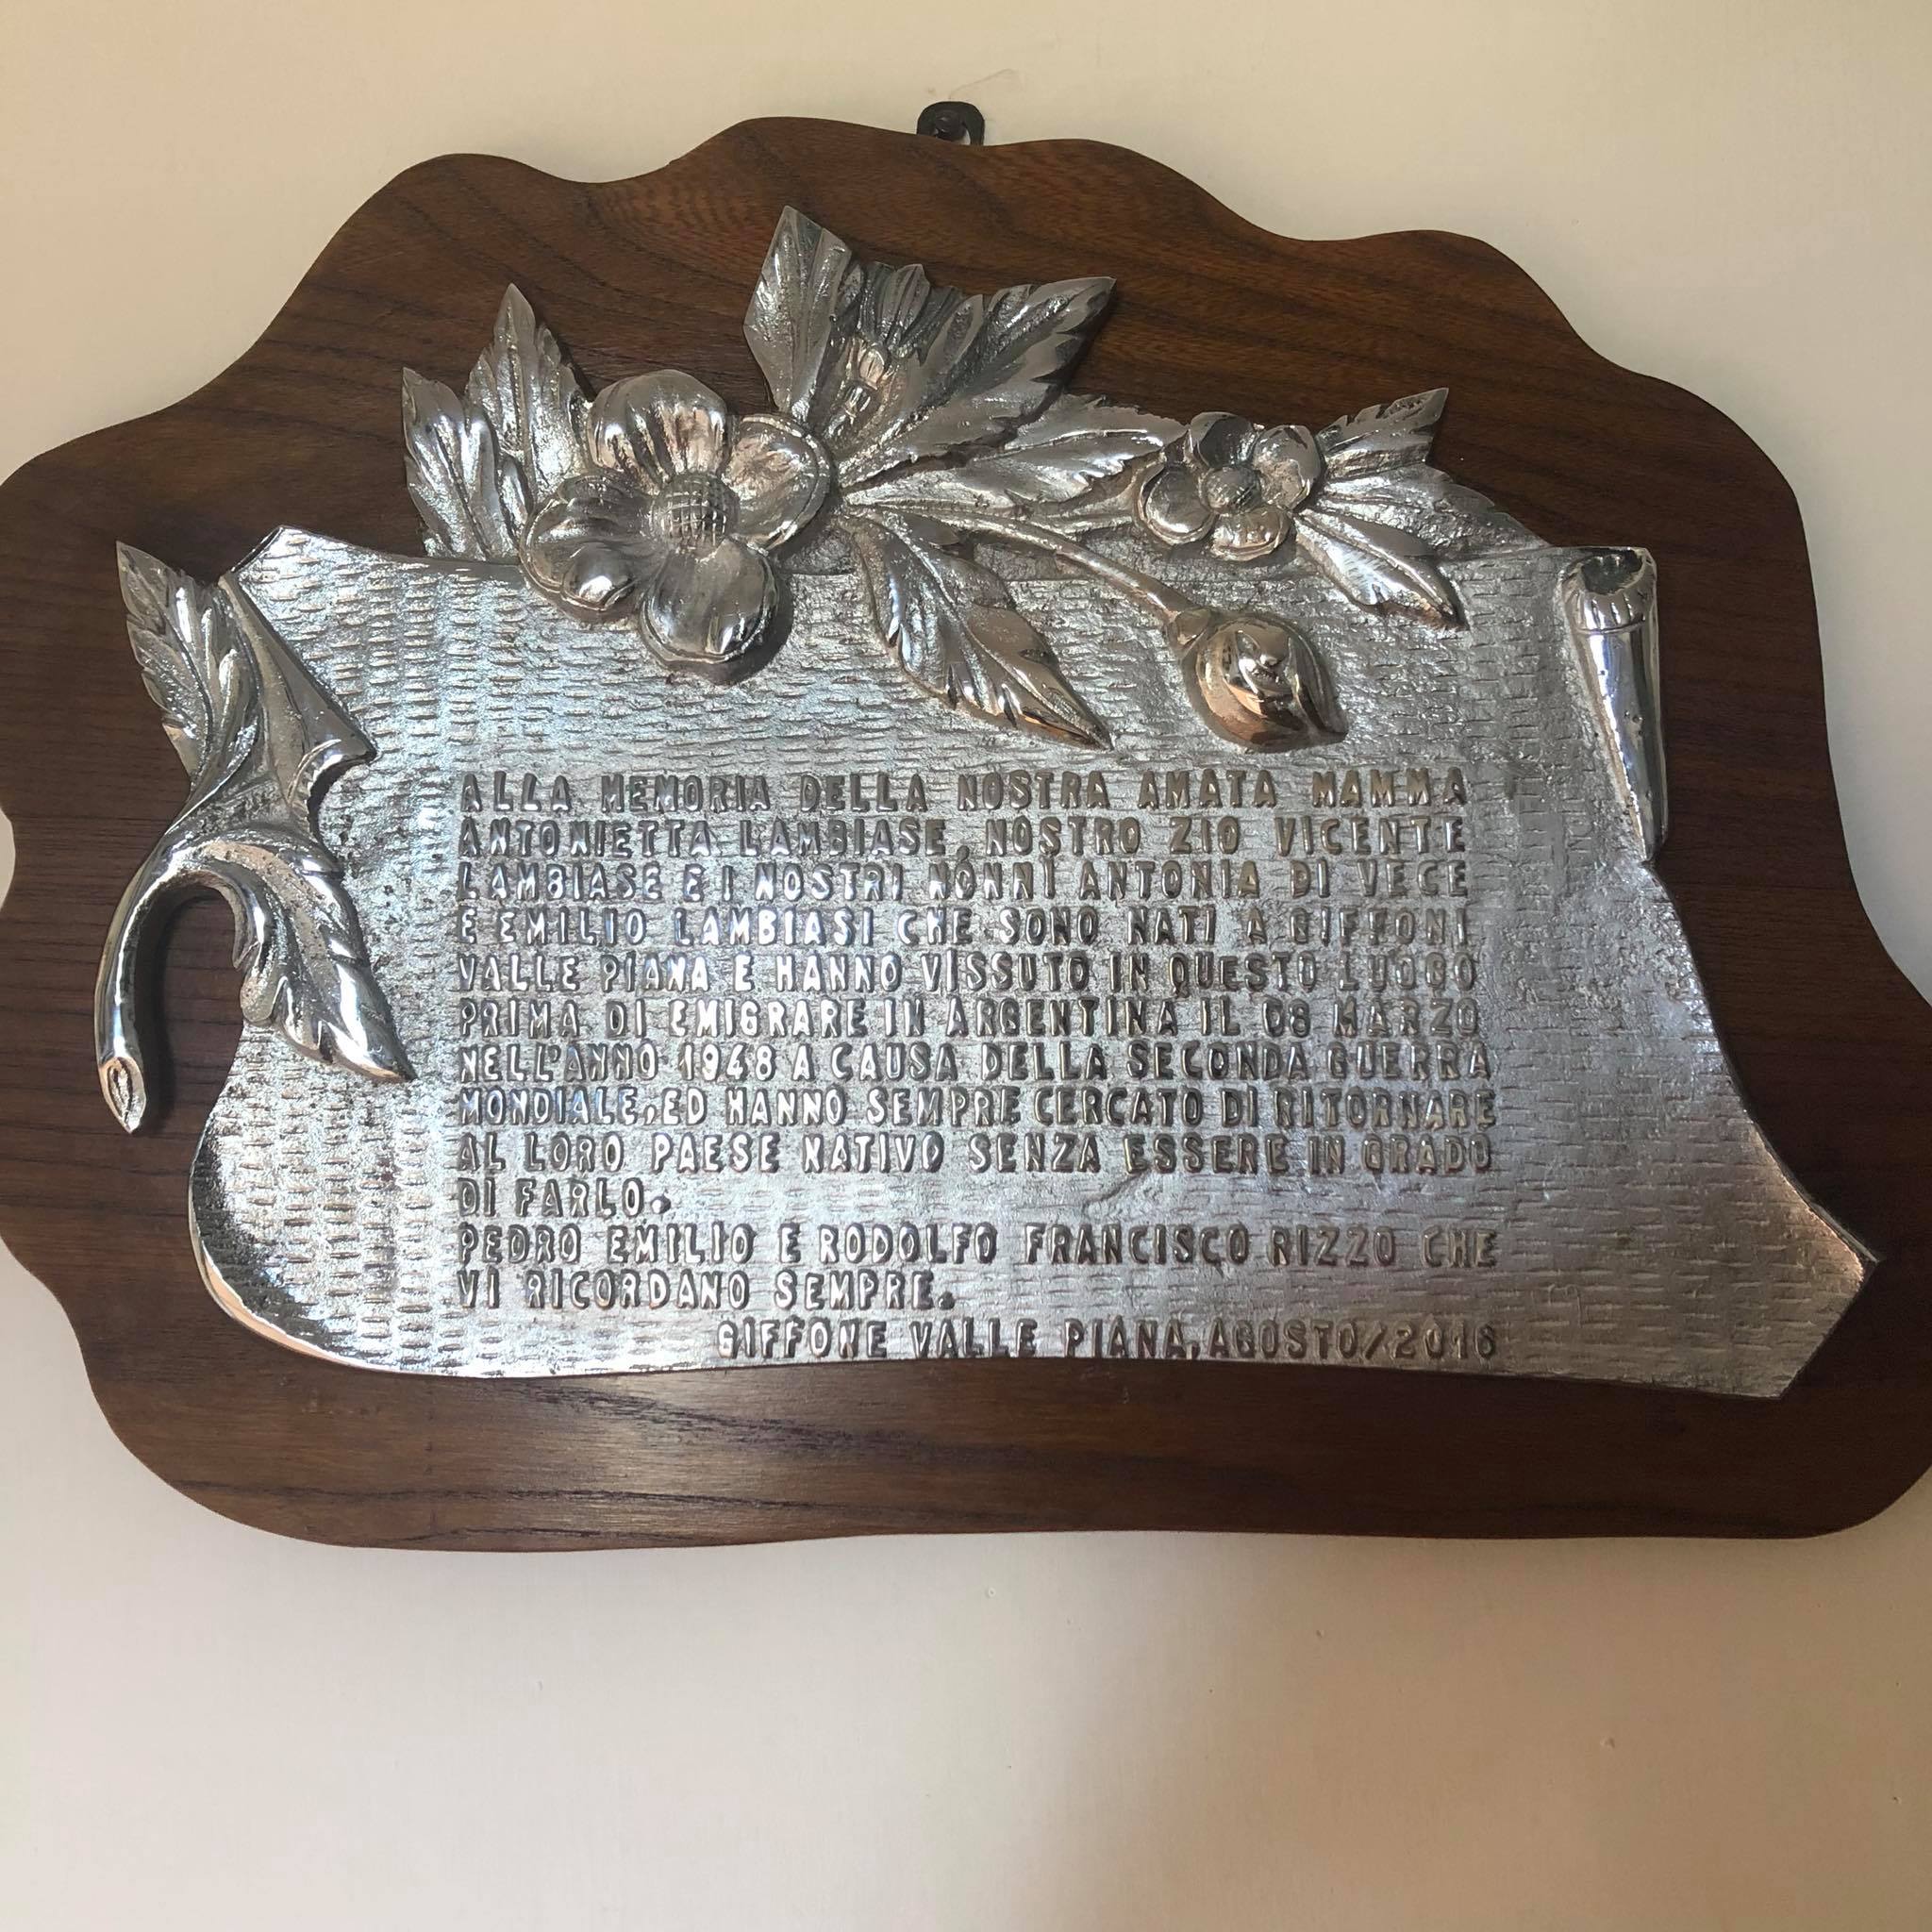 ALLA MEMORIA DELLA NOSTRA AMATA MAMMA
ANTONIETTA LAMBIASE, NOSTRO ZIO VICENTE
LAMBIASE E I NOSTRI NONNI ANTONIA DI VECE
E EMILIO LAMBIASI CHE SONO NATI A GIFFONI
VALLE PIANA E HANNO VISSUTO IN QUESTO LUOGO
PRIMA DI EMIGRARE IN ARGENTINA IL 08 MARZO
NELL'ANNO 1948 A CAUSA DELLA SECONDA GUERRA
MONDIALE, ED HANNO SEMPRE CERCATO DI RITORNARE
AL LORO PAESE NATIVO SENZA ESSERE IN GRADO
DI FARLO.
PEDRO EMILIO E RODOLFO FRANCISCO RIZZO CHE
VI RICORDANO SEMPRE.
GIFFONE VALLE PIANA, AGOSTO/2016